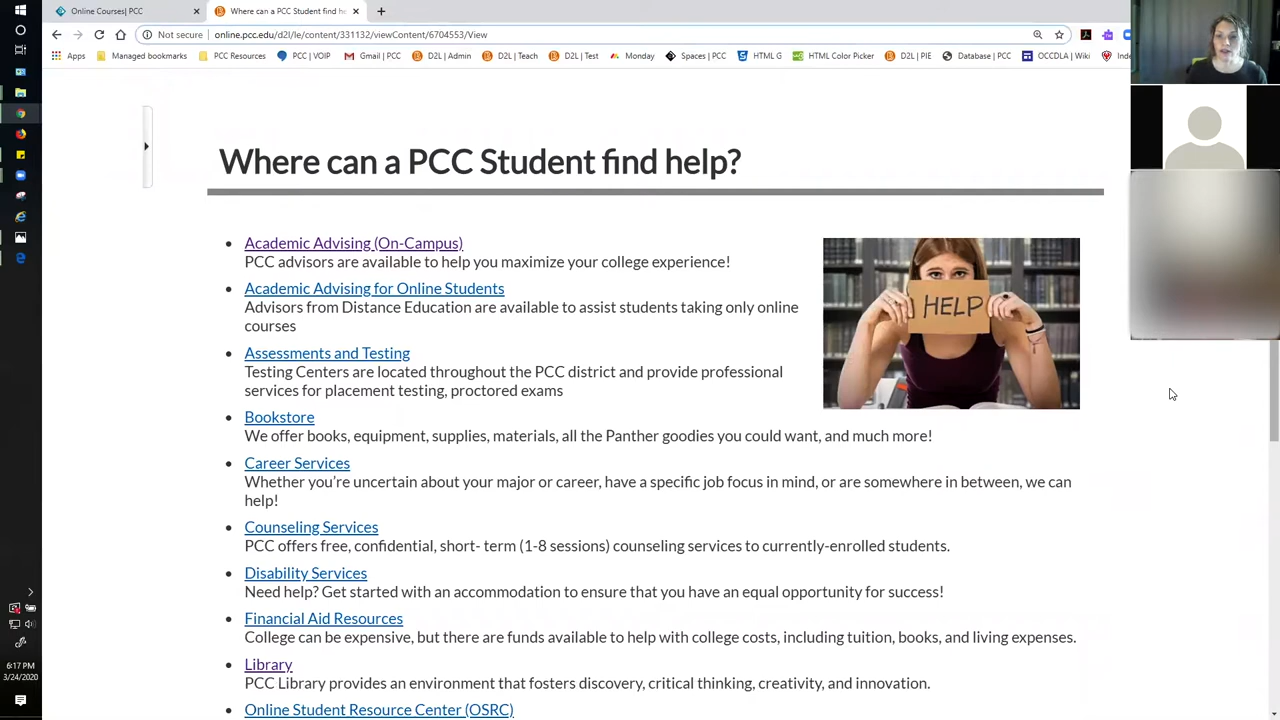 Online Courses| PCC
Where can a PCC Student find h
Not secure
online.pcc.edu/d2l/le/content/331132/viewContent/6704553/View
Apps
Managed bookmarks
PCC Resources
PCC | VOIP
Gmail | PCC
D2L | Admin
D2L | Teach
D2L | Test
Monday
Spaces | PCC
HTML G
HTML Color Picker
D2L | PIE
Database | PCC
OCCDLA | Wiki
Where can a PCC Student find help?
Academic Advising (On-Campus)
PCC advisors are available to help you maximize your college experience!
Academic Advising for Online Students
Advisors from Distance Education are available to assist students taking only online
courses
HELP
Assessments and Testing
Testing Centers are located throughout the PCC district and provide professional
services for placement testing, proctored exams
Bookstore
We offer books, equipment, supplies, materials, all the Panther goodies you could want, and much more!
Career Services
Whether you're uncertain about your major or career, have a specific job focus in mind, or are somewhere in between, we can
help!
Counseling Services
PCC offers free, confidential, short- term (1-8 sessions) counseling services to currently-enrolled students.
Disability Services
Need help? Get started with an accommodation to ensure that you have an equal opportunity for success!
Financial Aid Resources
College can be expensive, but there are funds available to help with college costs, including tuition, books, and living expenses.
Library
PCC Library provides an environment that fosters discovery, critical thinking, creativity, and innovation.
Online Student Resource Center (OSRC)
6:17 PM
3/24/2020